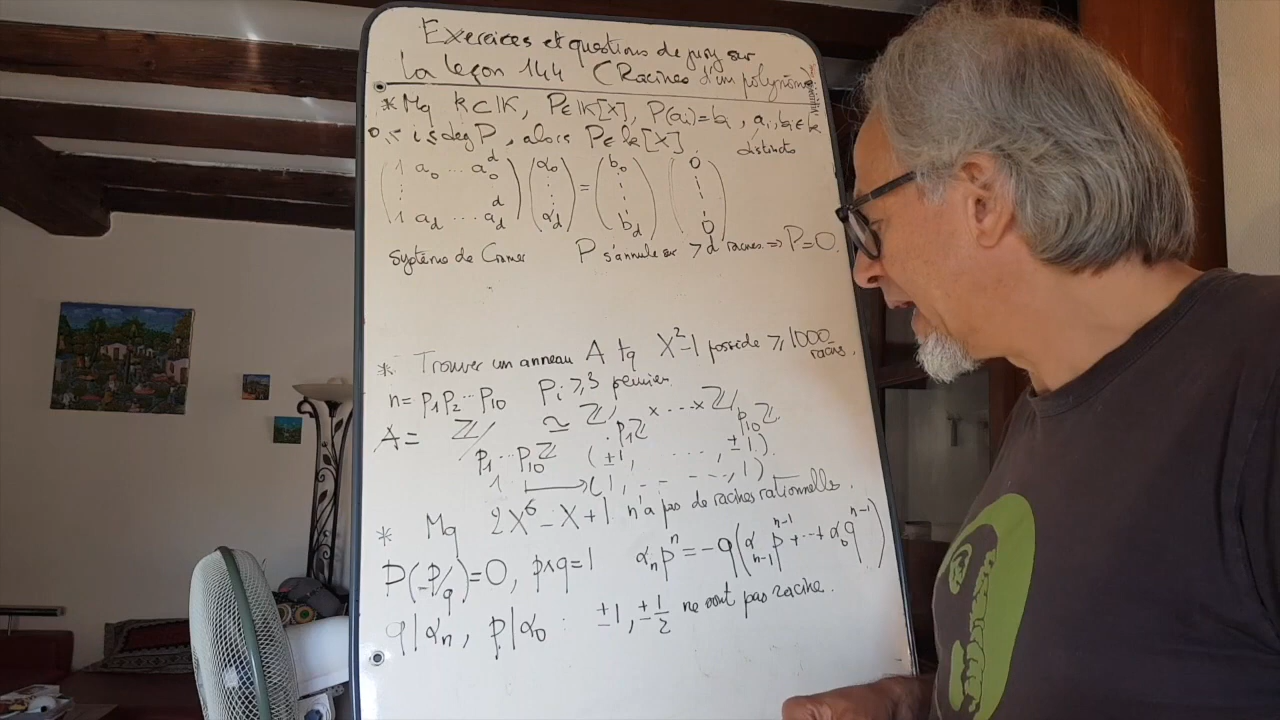 Exercices et questions de jury sur
la leçon 144 (Racines d'un polynôme)
* Mq k⊂K, P∈K[X], P(ai)=bi, ai, bi∈k
distincts
0 ≤ i ≤ deg P, alors P∈k[X].
(1 a₀ ... a₀^d ⋮ 1 a_d ... a_d^d) (α₀ ⋮ α_d) = (b₀ ⋮ b_d) (0 ⋮ 0)
Système de Cramer P s'annule sur > d racines ⇒ P=0.
* Trouver un anneau A tq X²-1 possède ≥ 1000 racines.
n = p₁p₂...p₁₀ Pi ≥ 3 premier.
A = Z/p₁...p₁₀Z ≃ Z/p₁Z × ... × Z/p₁₀Z
(±1, ..., ±1).
1 ⟼ (1, - - - -, 1)
* Mq 2X⁶-X+1 n'a pas de racines rationnelles.
P(-p/q)=0, p∧q=1 αₙpⁿ = -q(αₙ₋₁pⁿ⁻¹+...+α₀qⁿ⁻¹)
q|αₙ, p|α₀ : ±1, ±1/2 ne sont pas racine.